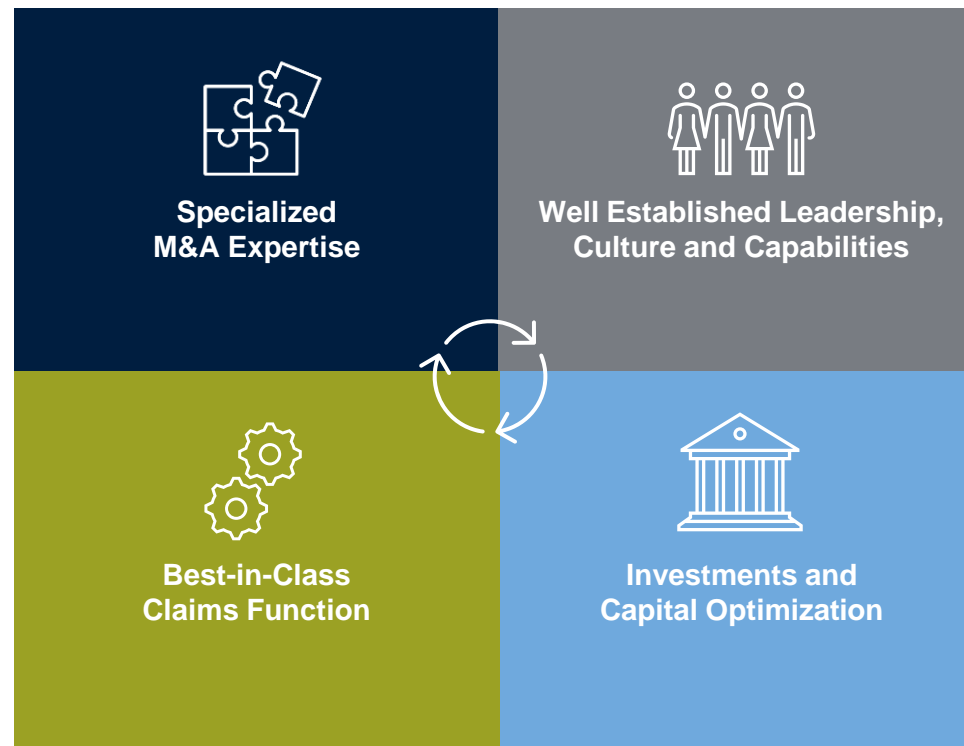 Specialized
M&A Expertise
Well Established Leadership,
Culture and Capabilities
Best-in-Class
Claims Function
Investments and
Capital Optimization